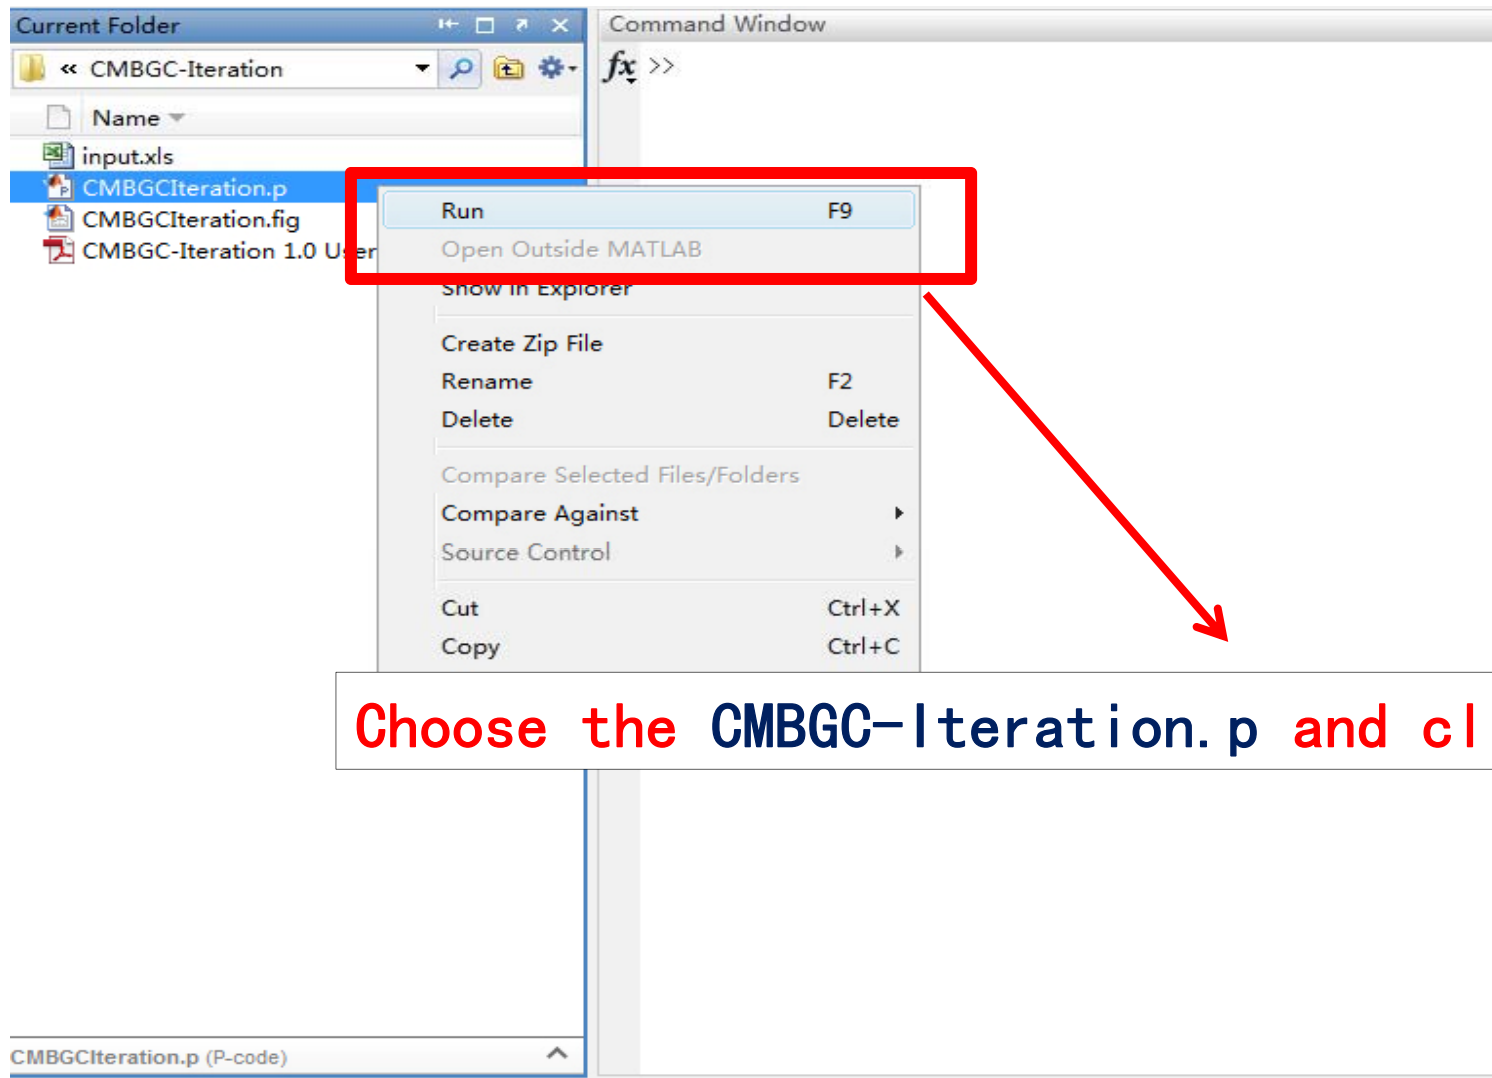 Current Folder
Command Window
« CMBGC-Iteration
fx >>
Name
input.xls
CMBGCIteration.p
CMBGCIteration.fig
CMBGC-Iteration 1.0 User
Run F9
Open Outside MATLAB
Show in Explorer
Create Zip File
Rename F2
Delete Delete
Compare Selected Files/Folders
Compare Against
Source Control
Cut Ctrl+X
Copy Ctrl+C
Choose the CMBGC-Iteration.p and cl
CMBGCIteration.p (P-code)